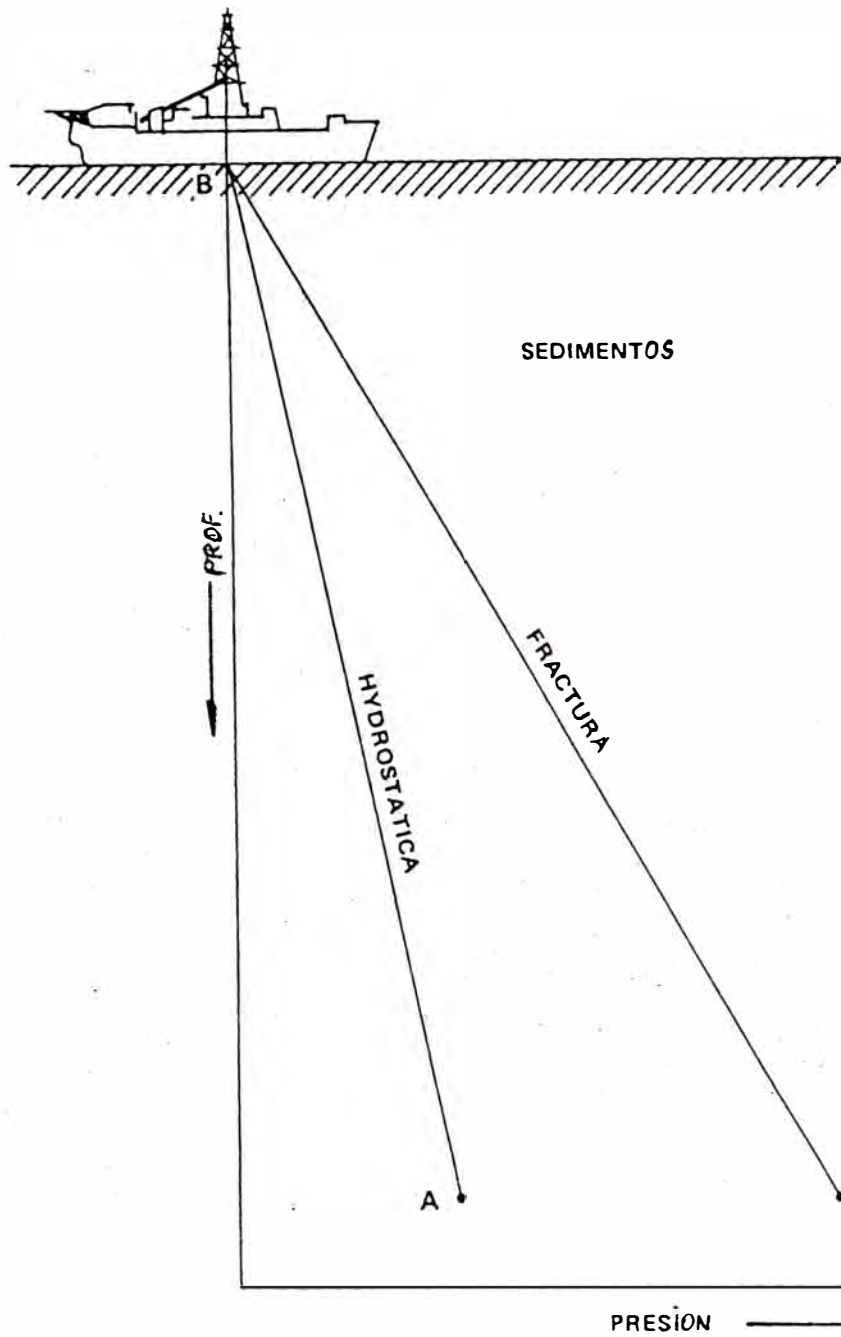 B
SEDIMENTOS
PROF.
HYDROSTATICA
FRACTURA
A
PRESION